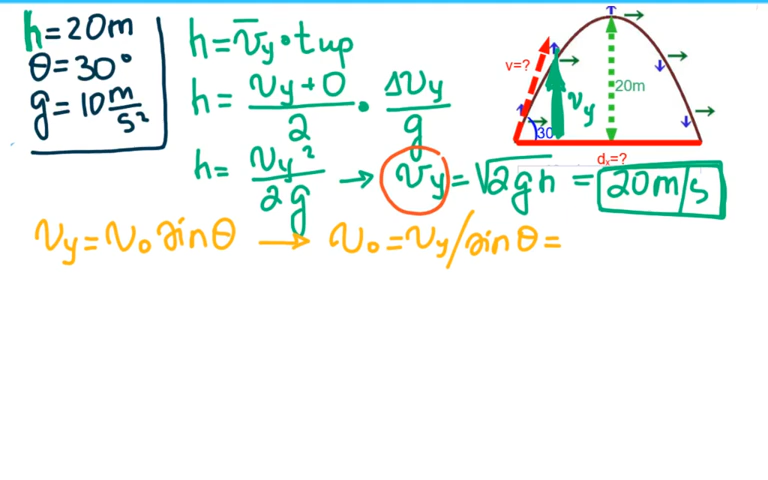 h=20m
θ=30°
g=10 m/s²
h= v̄y • t up
h= (vy+0)/2 • Δvy/g
h= vy²/2g → vy = √2gh = 20m/s
vy = v₀ sinθ → v₀ = vy/sinθ =
v=?
20m
vy
30
dₓ=?